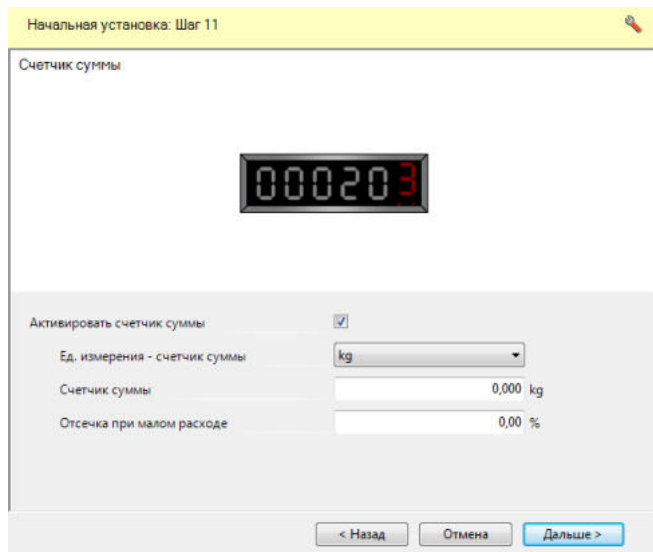 Начальная установка: Шаг 11
Счетчик суммы
000203
Активировать счетчик суммы
Ед. измерения - счетчик суммы kg
Счетчик суммы 0,000 kg
Отсечка при малом расходе 0,00 %
< Назад Отмена Дальше >